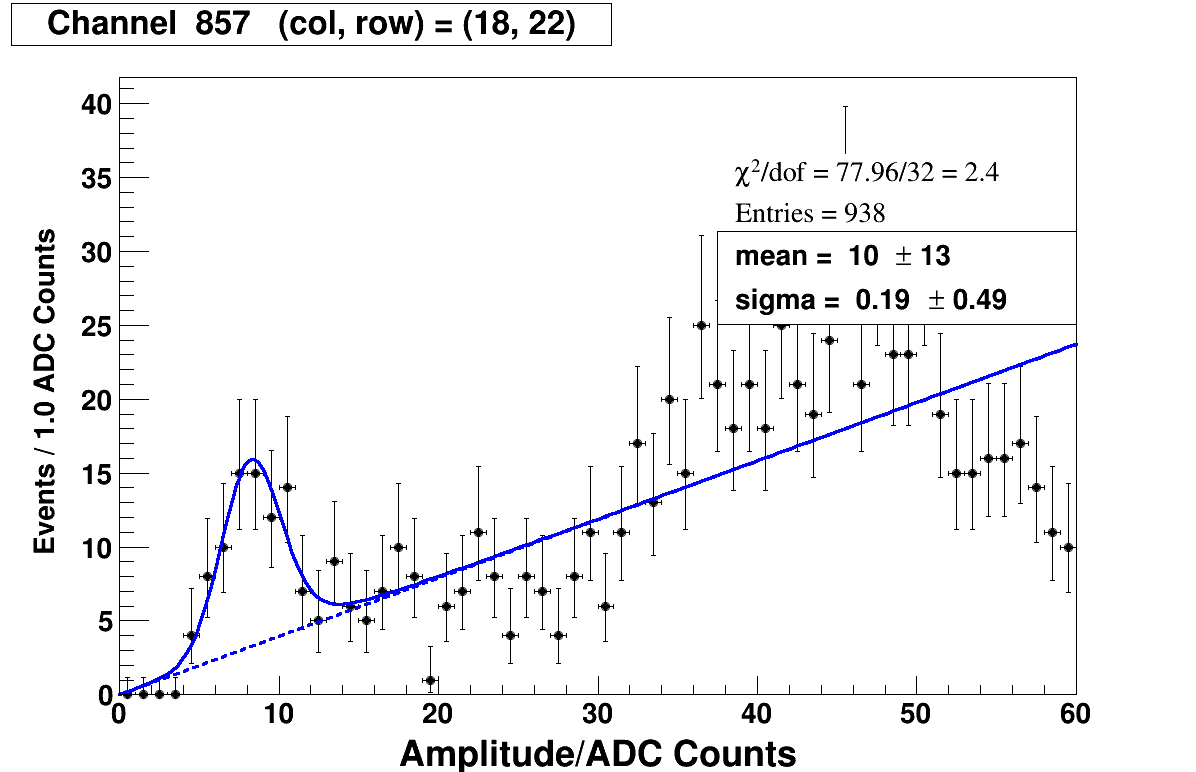 Channel 857 (col, row) = (18, 22)
40
35
30
25
20
15
10
5
0
Events / 1.0 ADC Counts
χ²/dof = 77.96/32 = 2.4
Entries = 938
mean = 10 ± 13
sigma = 0.19 ± 0.49
0 10 20 30 40 50 60
Amplitude/ADC Counts